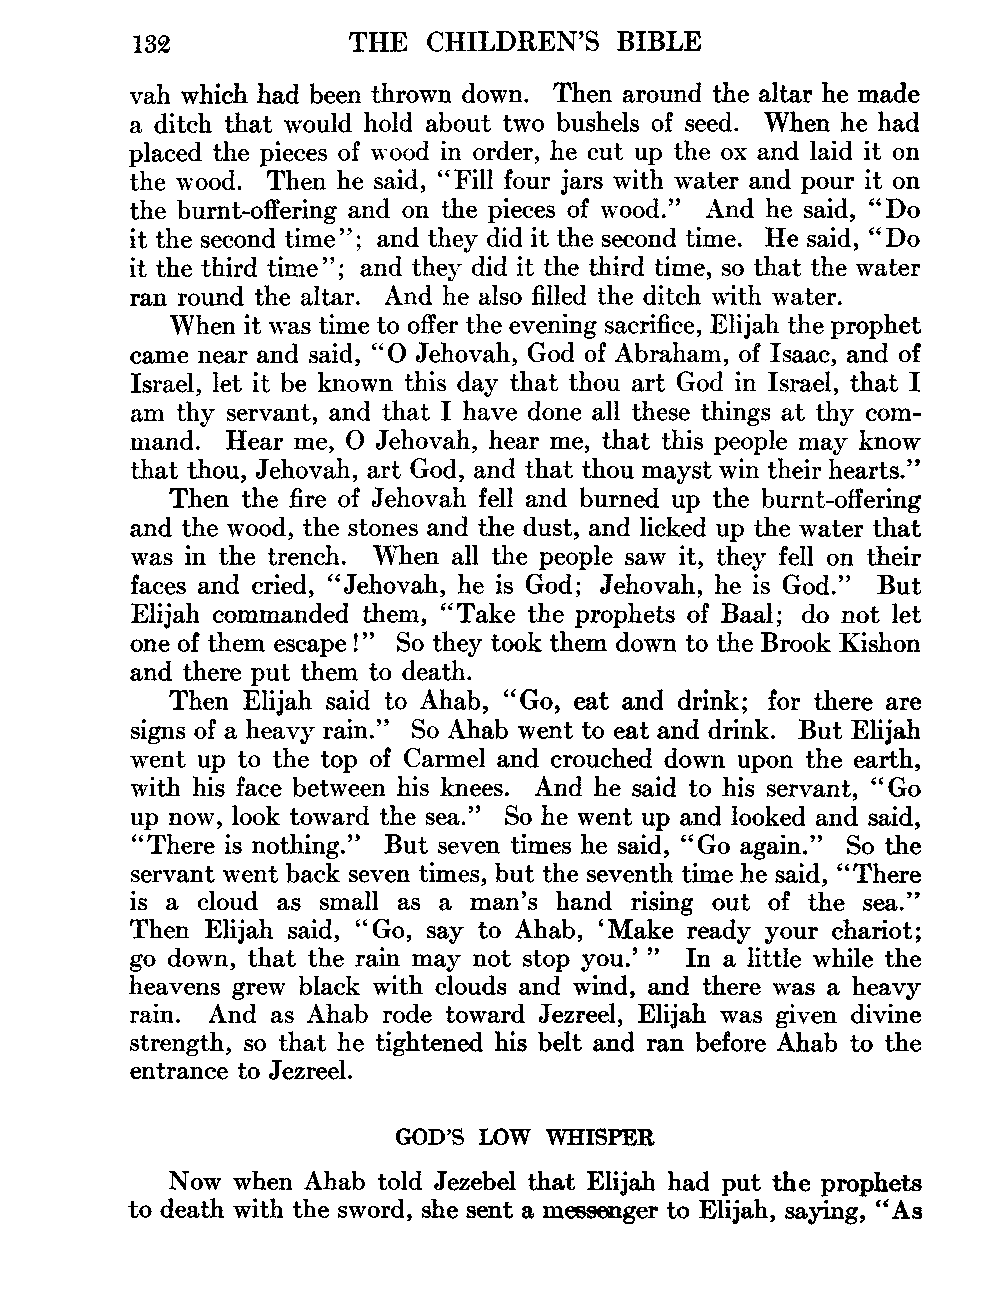 132 THE CHILDREN'S BIBLE
vah which had been thrown down. Then around the altar he made
a ditch that would hold about two bushels of seed. When he had
placed the pieces of wood in order, he cut up the ox and laid it on
the wood. Then he said, “Fill four jars with water and pour it on
the burnt-offering and on the pieces of wood.” And he said, “Do
it the second time”; and they did it the second time. He said, “Do
it the third time”; and they did it the third time, so that the water
ran round the altar. And he also filled the ditch with water.
When it was time to offer the evening sacrifice, Elijah the prophet
came near and said, “O Jehovah, God of Abraham, of Isaac, and of
Israel, let it be known this day that thou art God in Israel, that I
am thy servant, and that I have done all these things at thy com-
mand. Hear me, O Jehovah, hear me, that this people may know
that thou, Jehovah, art God, and that thou mayst win their hearts.”
Then the fire of Jehovah fell and burned up the burnt-offering
and the wood, the stones and the dust, and licked up the water that
was in the trench. When all the people saw it, they fell on their
faces and cried, “Jehovah, he is God; Jehovah, he is God.” But
Elijah commanded them, “Take the prophets of Baal; do not let
one of them escape!” So they took them down to the Brook Kishon
and there put them to death.
Then Elijah said to Ahab, “Go, eat and drink; for there are
signs of a heavy rain.” So Ahab went to eat and drink. But Elijah
went up to the top of Carmel and crouched down upon the earth,
with his face between his knees. And he said to his servant, “Go
up now, look toward the sea.” So he went up and looked and said,
“There is nothing.” But seven times he said, “Go again.” So the
servant went back seven times, but the seventh time he said, “There
is a cloud as small as a man's hand rising out of the sea.”
Then Elijah said, “Go, say to Ahab, ‘Make ready your chariot;
go down, that the rain may not stop you.’ ” In a little while the
heavens grew black with clouds and wind, and there was a heavy
rain. And as Ahab rode toward Jezreel, Elijah was given divine
strength, so that he tightened his belt and ran before Ahab to the
entrance to Jezreel.
GOD'S LOW WHISPER
Now when Ahab told Jezebel that Elijah had put the prophets
to death with the sword, she sent a messenger to Elijah, saying, “As